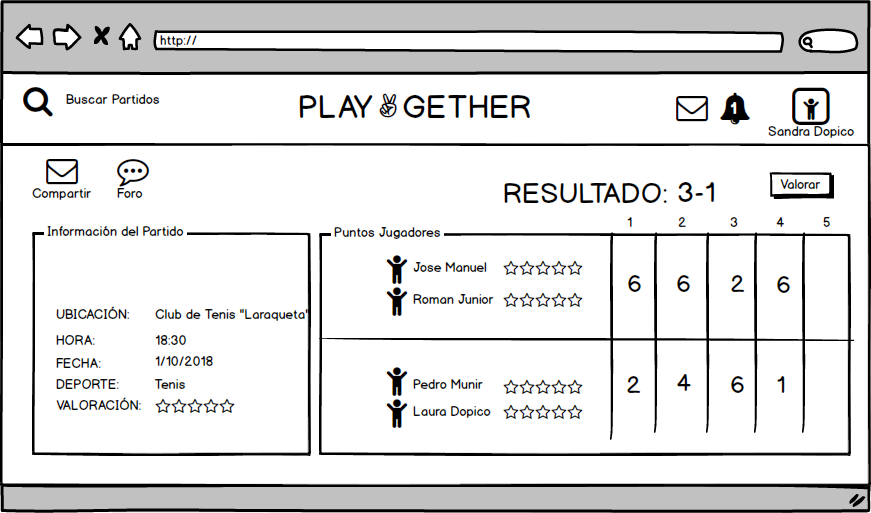 http://
Buscar Partidos
PLAY✌GETHER
1
Sandra Dopico
Compartir
Foro
RESULTADO: 3-1
Valorar
1 2 3 4 5
Información del Partido
UBICACIÓN: Club de Tenis "Laraqueta"
HORA: 18:30
FECHA: 1/10/2018
DEPORTE: Tenis
VALORACIÓN:
Puntos Jugadores
Jose Manuel
Roman Junior
6 6 2 6
Pedro Munir
Laura Dopico
2 4 6 1